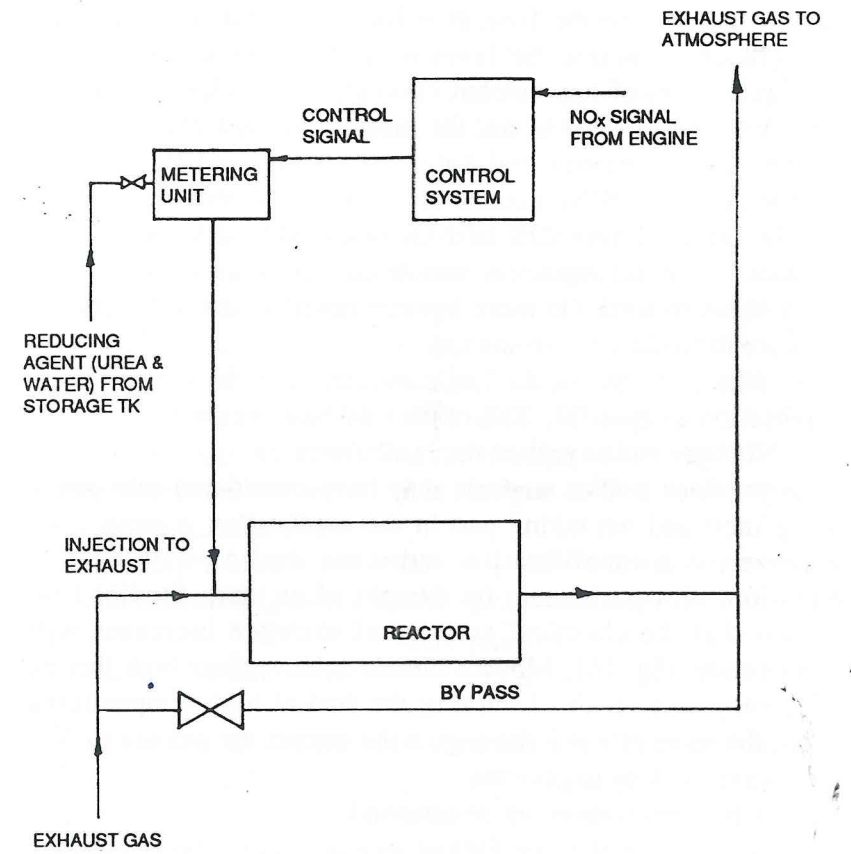 EXHAUST GAS TO
ATMOSPHERE
CONTROL
SIGNAL
NOX SIGNAL
FROM ENGINE
METERING
UNIT
CONTROL
SYSTEM
REDUCING
AGENT (UREA &
WATER) FROM
STORAGE TK
INJECTION TO
EXHAUST
REACTOR
BY PASS
EXHAUST GAS